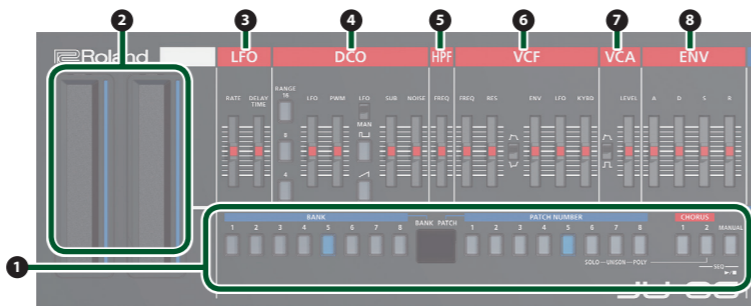 2 3 4 5 6 7 8
Roland LFO DCO HPF VCF VCA ENV
RATE DELAY TIME RANGE 16 LFO PWM LFO SUB NOISE FREQ FREQ RES ENV LFO KYBD LEVEL A D S R
MAN
8
4
BANK BANK PATCH PATCH NUMBER CHORUS
1 2 3 4 5 6 7 8 1 2 3 4 5 6 7 8 1 2 MANUAL
1
SOLO UNSON POLY SEQ